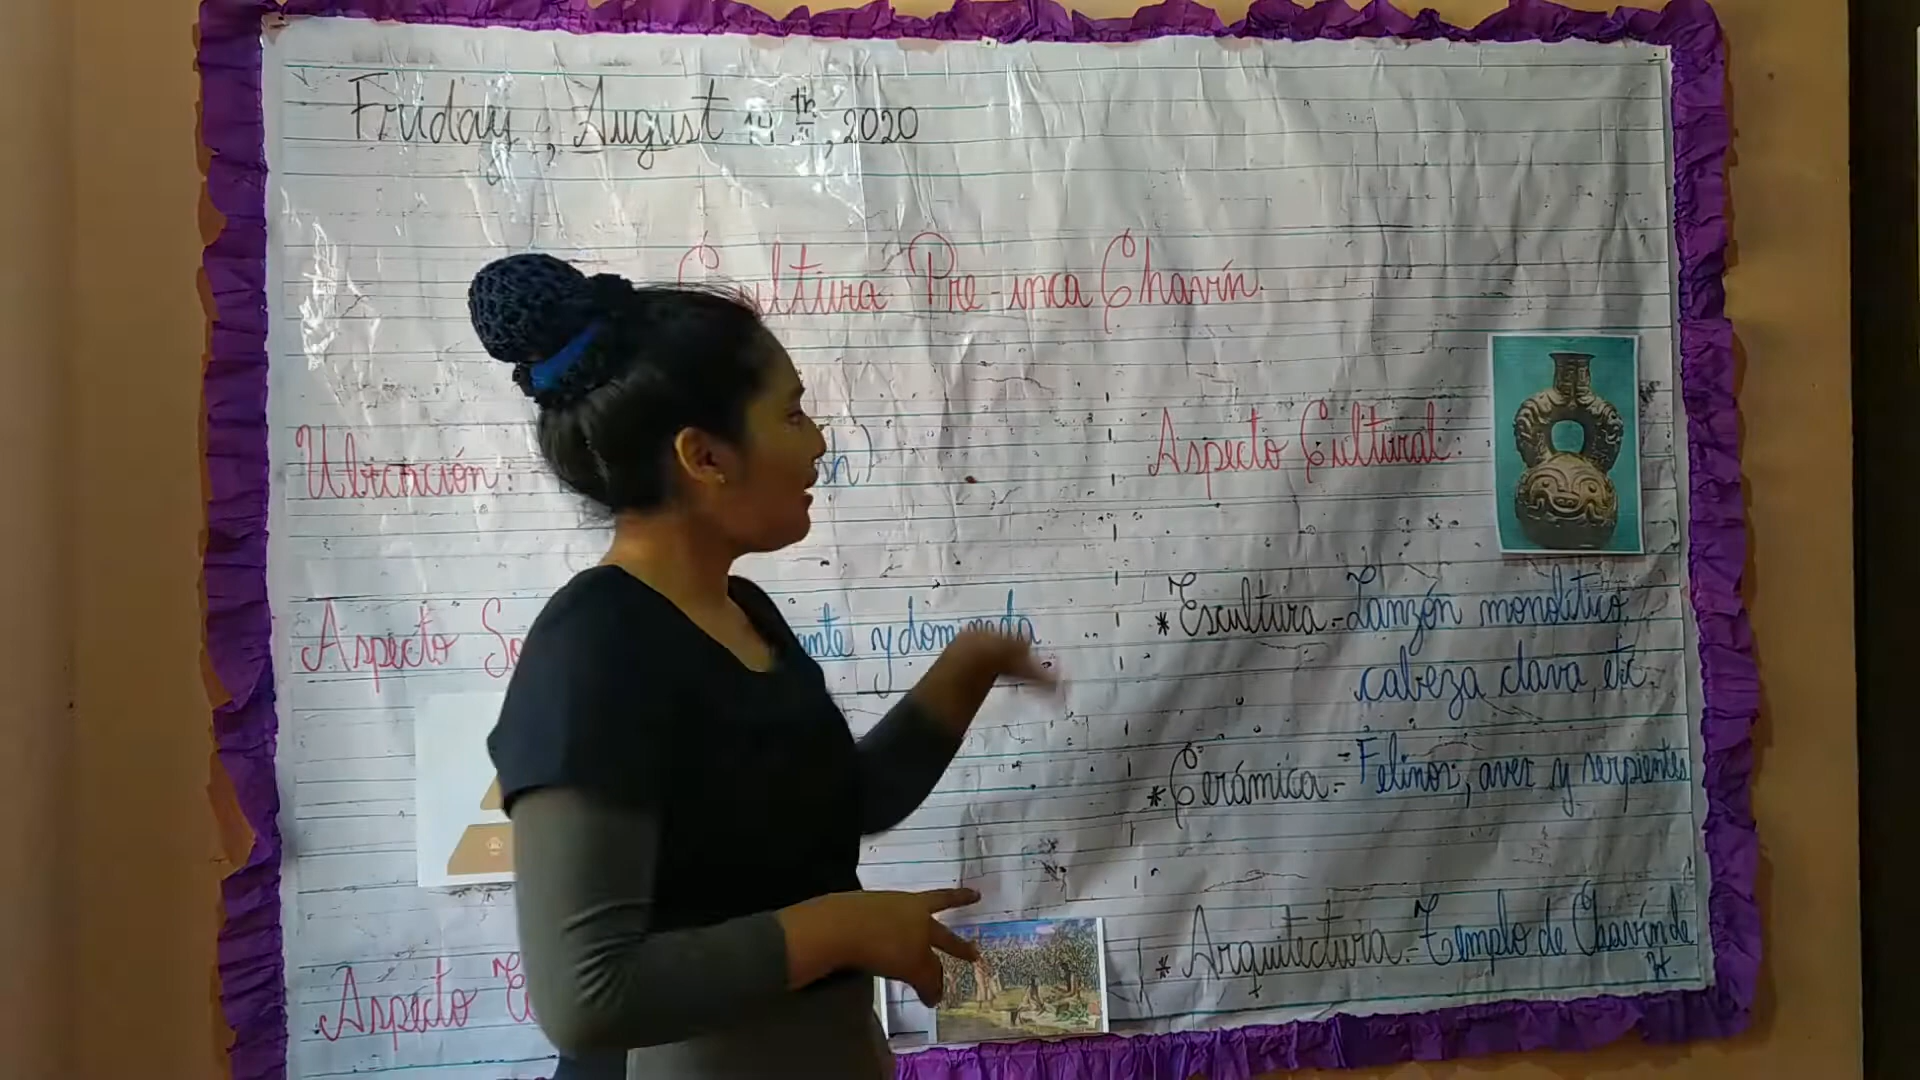 Friday, August 14th, 2020
Cultura Pre-inca Chavín.
Ubicación:
Aspecto
y dominada
Aspecto Cultural:
* Escultura.- Lanzón monolítico,
cabeza clava, etc.
* Cerámica.- Felinos, aves y serpientes
* Arquitectura.- Templo de Chavín de
H.
Aspecto